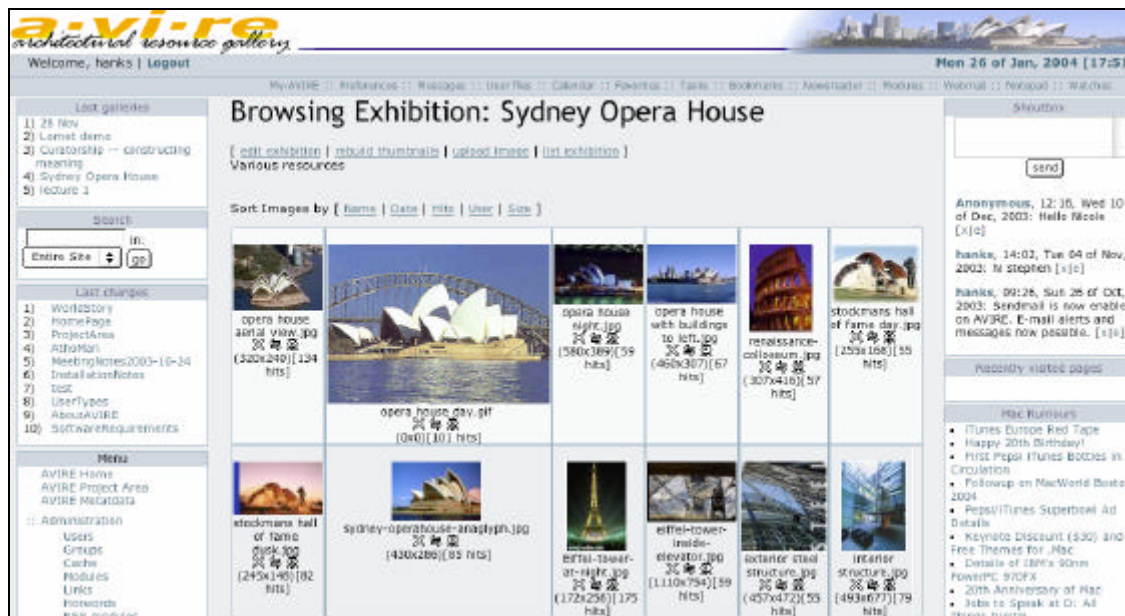 a·vi·re
architectural resource gallery
Welcome, hanks | Logout
Mon 26 of Jan, 2004 [17:51
My-AVIRE :: Preferences :: Messages :: User files :: Calendar :: Favorites :: Tasks :: Bookmarks :: Newsreader :: Modules :: Webmail :: Notepad :: Watches
Last galleries
1) 28 Nov
2) Lomet demo
3) Curatorship -- constructing
meaning
4) Sydney Opera House
5) lecture 1
Search
in:
Entire Site
go
Last changes
1) WorldStory
2) HomePage
3) ProjectArea
4) AthoMari
5) MeetingNotes2003-10-24
6) InstallationNotes
7) test
8) UserTypes
9) AboutAVIRE
10) SoftwareRequirements
Menu
AVIRE Home
AVIRE Project Area
AVIRE Metadata
:: Administration
Users
Groups
Cache
Modules
Links
Hotwords
Browsing Exhibition: Sydney Opera House
[ edit exhibition | rebuild thumbnails | upload image | list exhibition ]
Various resources
Sort Images by [ Name | Date | Hits | User | Size ]
opera house
aerial view.jpg
(320x240)[134
hits]
opera house day.gif
(0x0)[101 hits]
opera house
night.jpg
(580x389)[59
hits]
opera house
with buildings
to left.jpg
(460x307)[67
hits]
renaissance-
colosseum.jpg
(307x416)[57
hits]
stockmans hall
of fame day.jpg
(255x168)[55
hits]
stockmans hall
of fame
dusk.jpg
(245x148)[82
hits]
sydney-operahouse-anaglyph.jpg
(430x286)[85 hits]
Eiffel-Tower-
at-night.jpg
(172x256)[175
hits]
eiffel-tower-
inside-
elevator.jpg
(1110x794)[59
hits]
exterior steel
structure.jpg
(457x472)[55
hits]
interior
structure.jpg
(493x677)[79
hits]
Shoutbox
send
Anonymous, 12:16, Wed 10
of Dec, 2003: Hello Nicole
[x|e]
hanks, 14:02, Tue 04 of Nov,
2003: hi stephen [x|e]
hanks, 09:26, Sun 26 of Oct,
2003: Sendmail is now enable
on AVIRE. E-mail alerts and
messages now possible. [x|e]
Recently visited pages
Mac Rumours
iTunes Europe Red Tape
Happy 20th Birthday!
First Pepsi iTunes Bottles in
Circulation
Followup on MacWorld Bosto
2004
Pepsi/iTunes Superbowl Ad
Details
Keynote Discount ($30) and
Free Themes for .Mac
Details of IBM's 90nm
PowerPC 970FX
20th Anniversary of Mac
Jobs to Speak at D: All